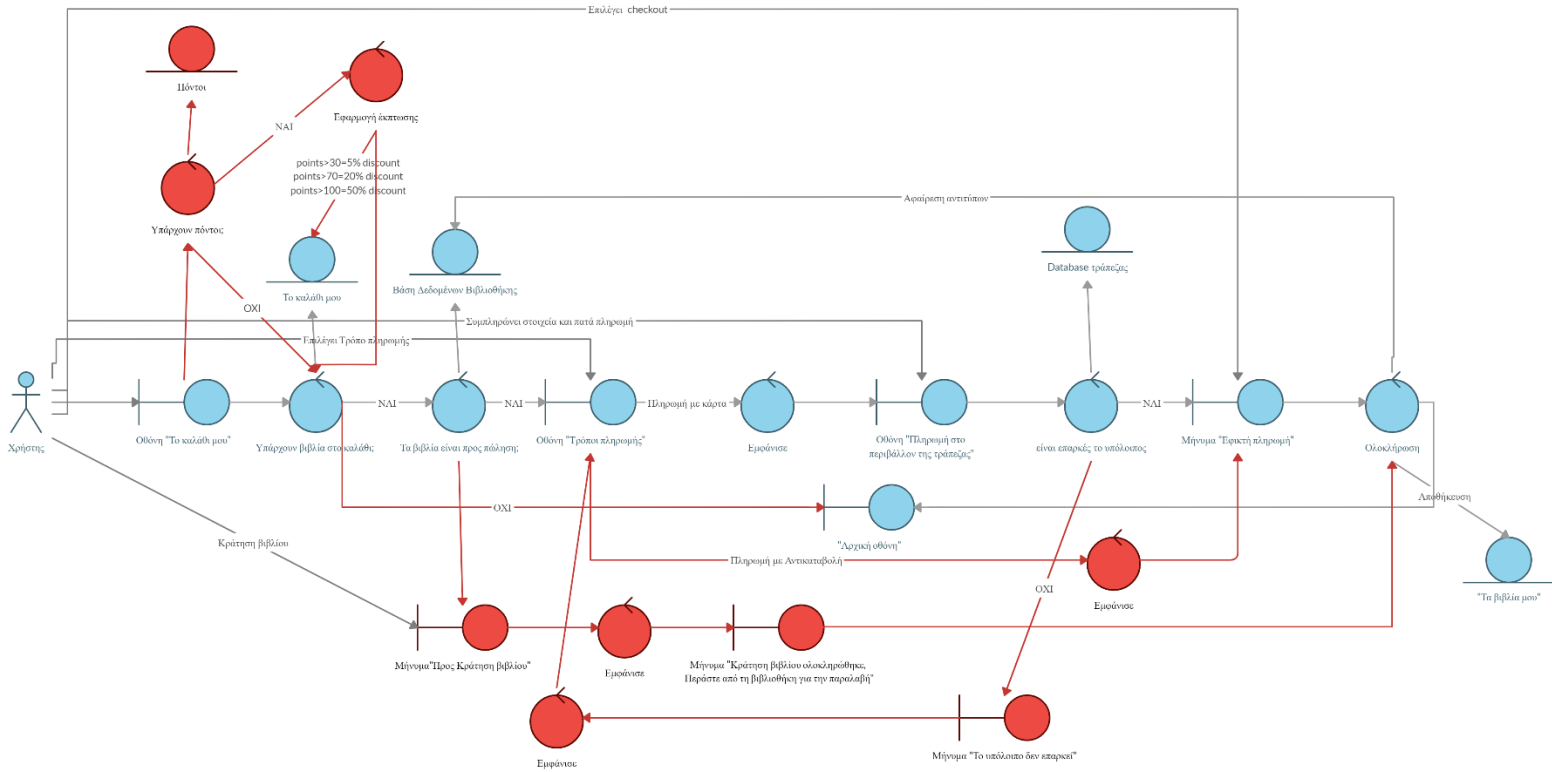 Επιλέγει checkout
Πόντοι
Εφαρμογή έκπτωσης
ΝΑΙ
points>30=5% discount
points>70=20% discount
points>100=50% discount
Υπάρχουν πόντοι;
Αφαίρεση αντιτύπων
Το καλάθι μου
Βάση Δεδομένων Βιβλιοθήκης
Database τράπεζας
ΟΧΙ
Συμπληρώνει στοιχεία και πατά πληρωμή
Επιλέγει Τρόπο πληρωμής
ΝΑΙ
ΝΑΙ
Πληρωμή με κάρτα
ΝΑΙ
Χρήστης
Οθόνη "Το καλάθι μου"
Υπάρχουν βιβλία στο καλάθι;
Τα βιβλία είναι προς πώληση;
Οθόνη "Τρόποι πληρωμής"
Εμφάνισε
Οθόνη "Πληρωμή στο
περιβάλλον της τράπεζας"
είναι επαρκές το υπόλοιπος
Μήνυμα "Εφικτή πληρωμή"
Ολοκλήρωση
Αποθήκευση
ΟΧΙ
"Αρχική οθόνη"
Κράτηση βιβλίου
Πληρωμή με Αντικαταβολή
ΟΧΙ
Εμφάνισε
"Τα βιβλία μου"
Μήνυμα"Προς Κράτηση βιβλίου"
Εμφάνισε
Μήνυμα "Κράτηση βιβλίου ολοκληρώθηκε,
Περάστε από τη βιβλιοθήκη για την παραλαβή"
Εμφάνισε
Μήνυμα "Το υπόλοιπο δεν επαρκεί"